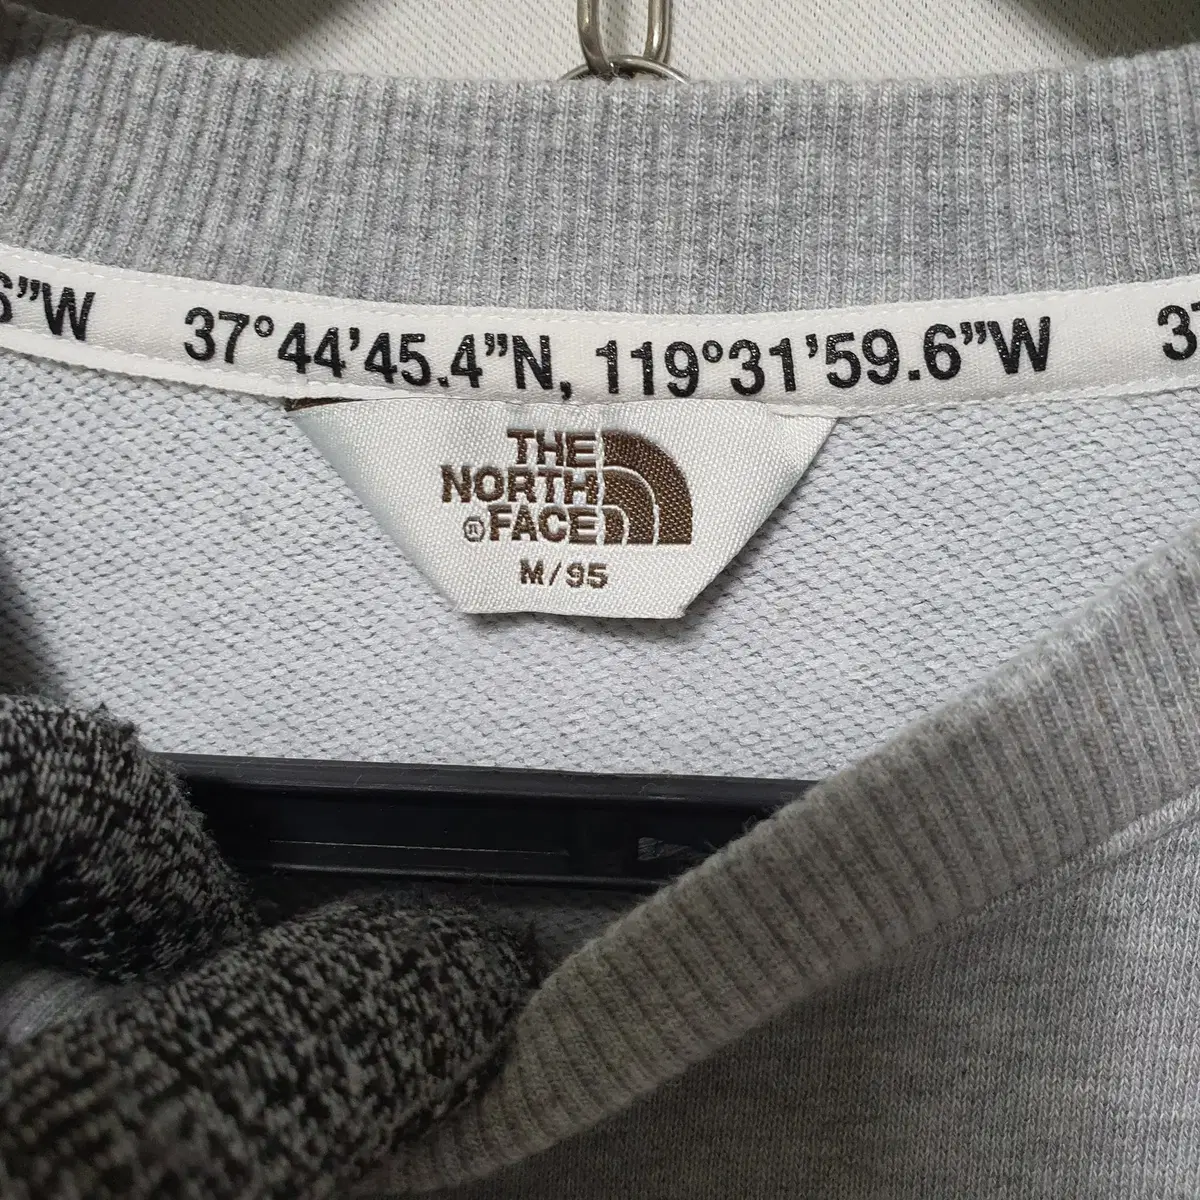 6”W 37°44’45.4”N, 119°31’59.6”W 37
THE
NORTH
®FACE
M/95